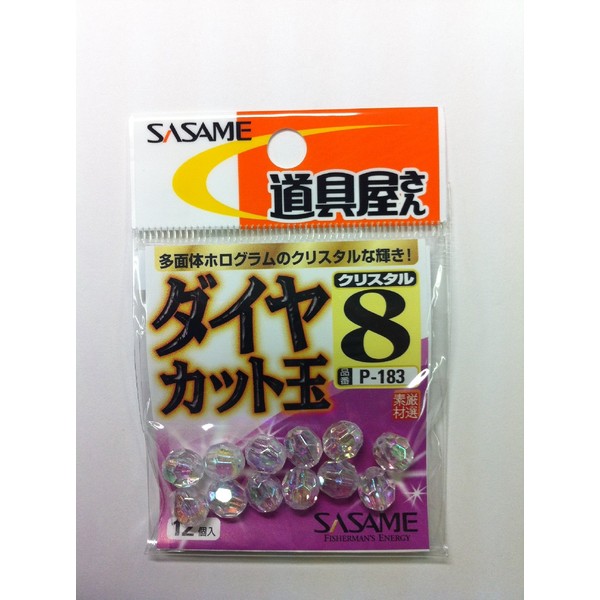 SASAME
道具屋さん
多面体ホログラムのクリスタルな輝き!
ダイヤ
カット玉
クリスタル
8
品番 P-183
厳選
素材
12個入
SASAME
FISHERMAN'S ENERGY